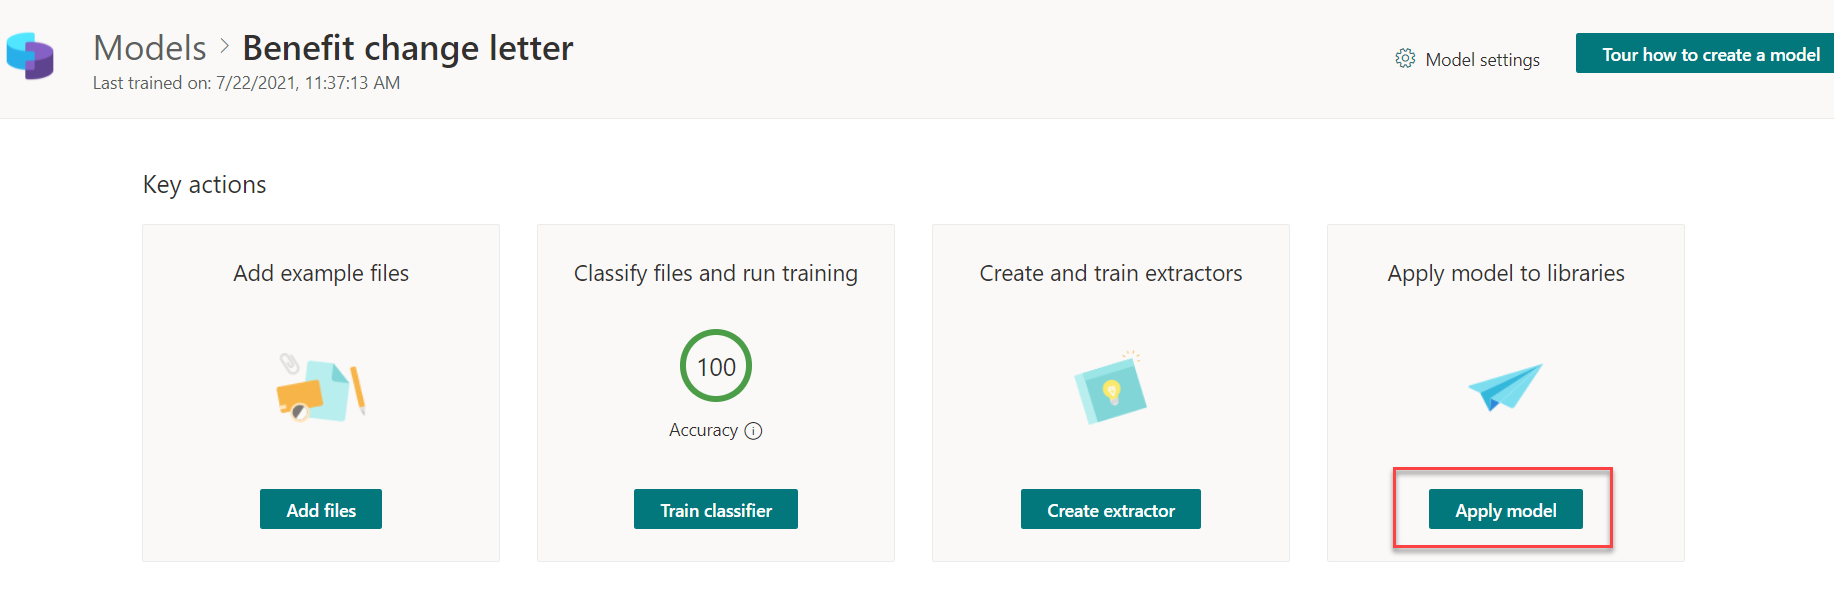 Models > Benefit change letter
Last trained on: 7/22/2021, 11:37:13 AM
Model settings
Tour how to create a model
Key actions
Add example files
Classify files and run training
Create and train extractors
Apply model to libraries
100
Accuracy
Add files
Train classifier
Create extractor
Apply model